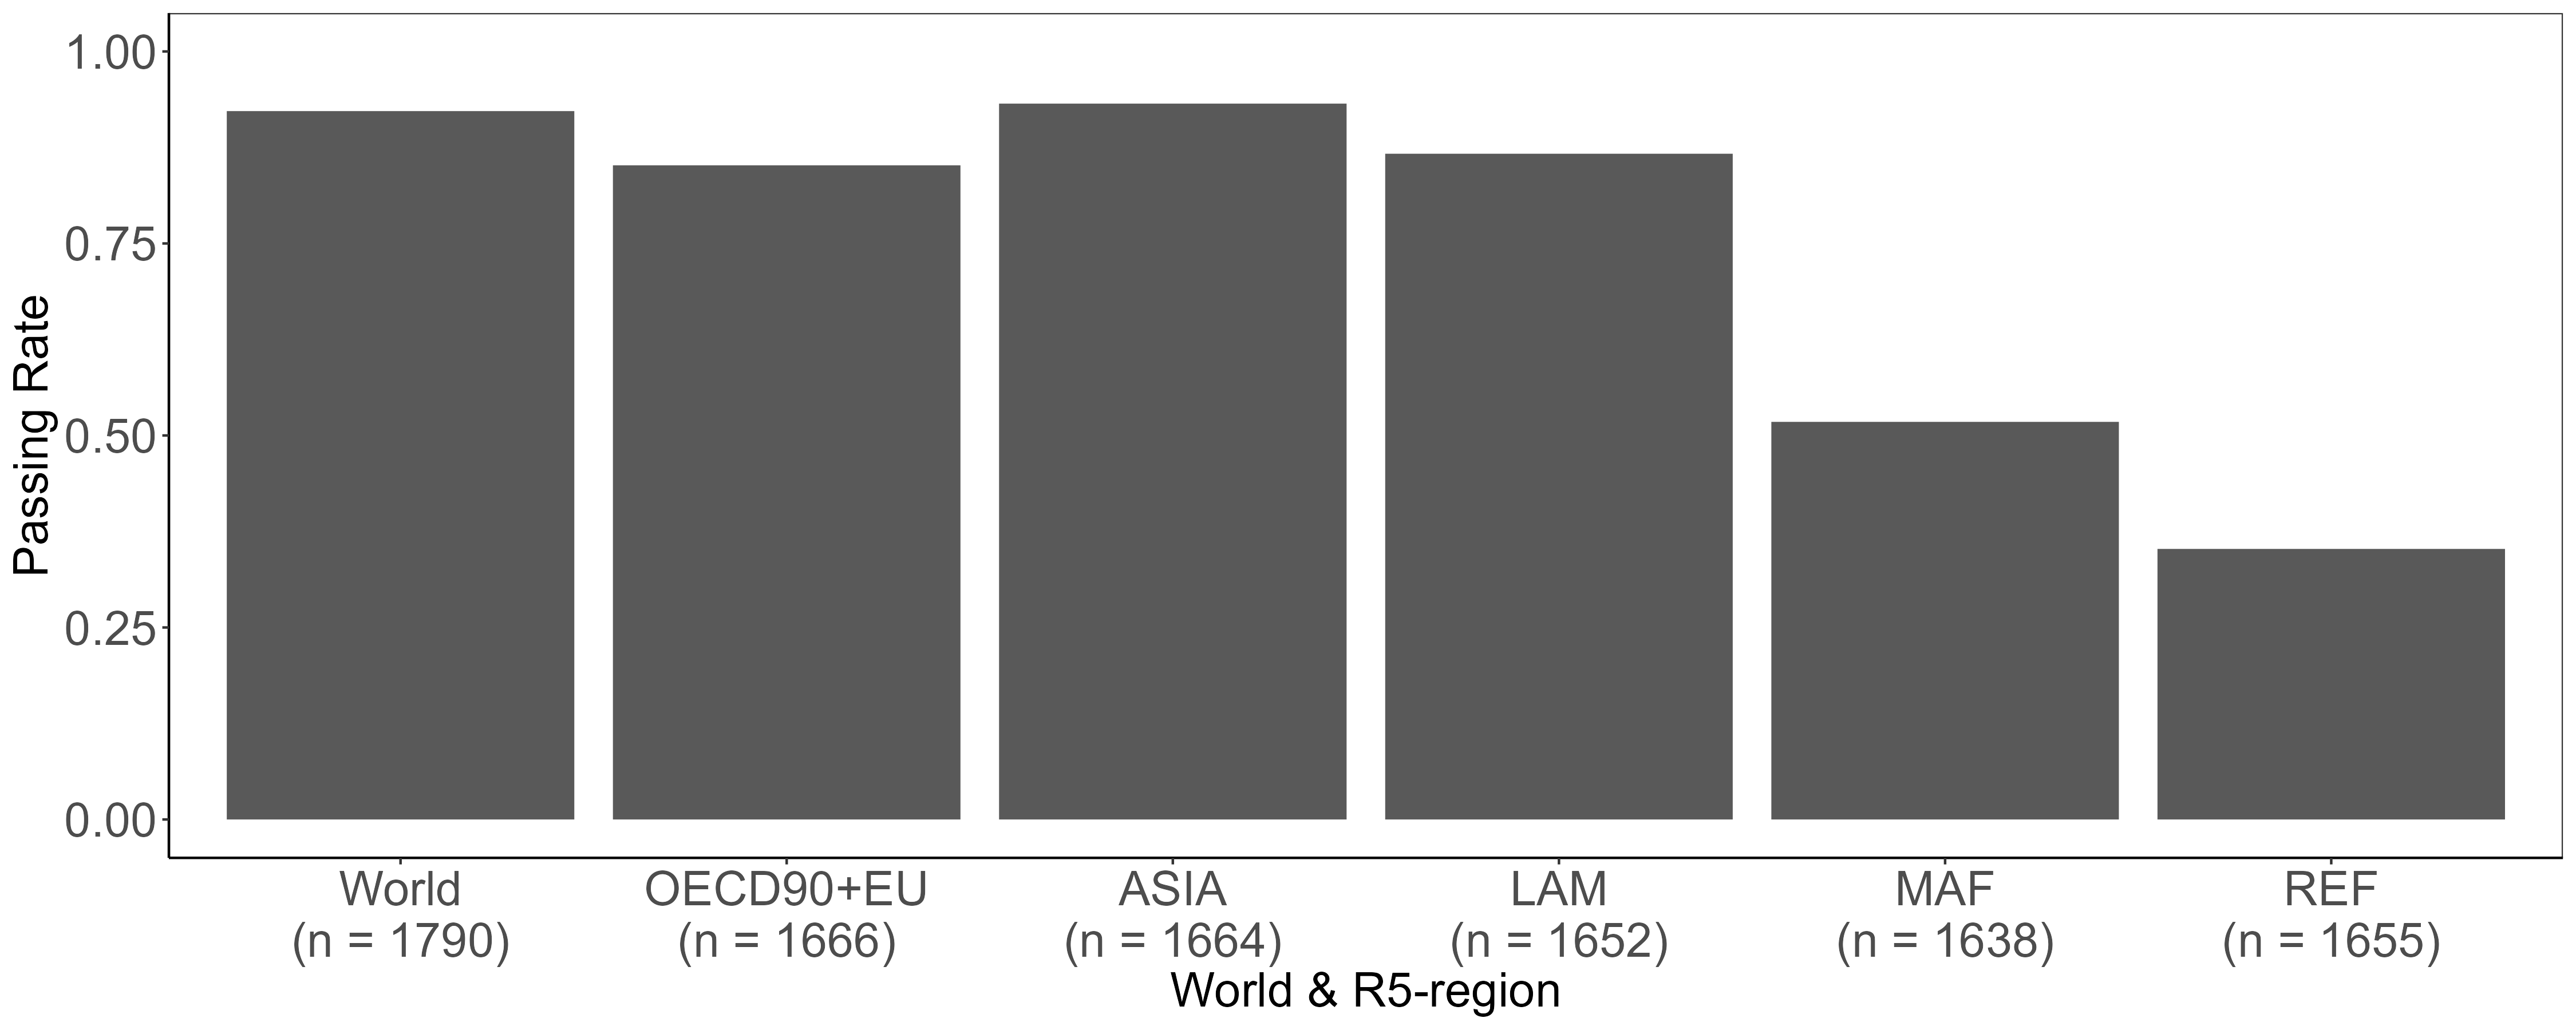 Passing Rate
1.00
0.75
0.50
0.25
0.00
World
(n = 1790)
OECD90+EU
(n = 1666)
ASIA
(n = 1664)
LAM
(n = 1652)
MAF
(n = 1638)
REF
(n = 1655)
World & R5-region